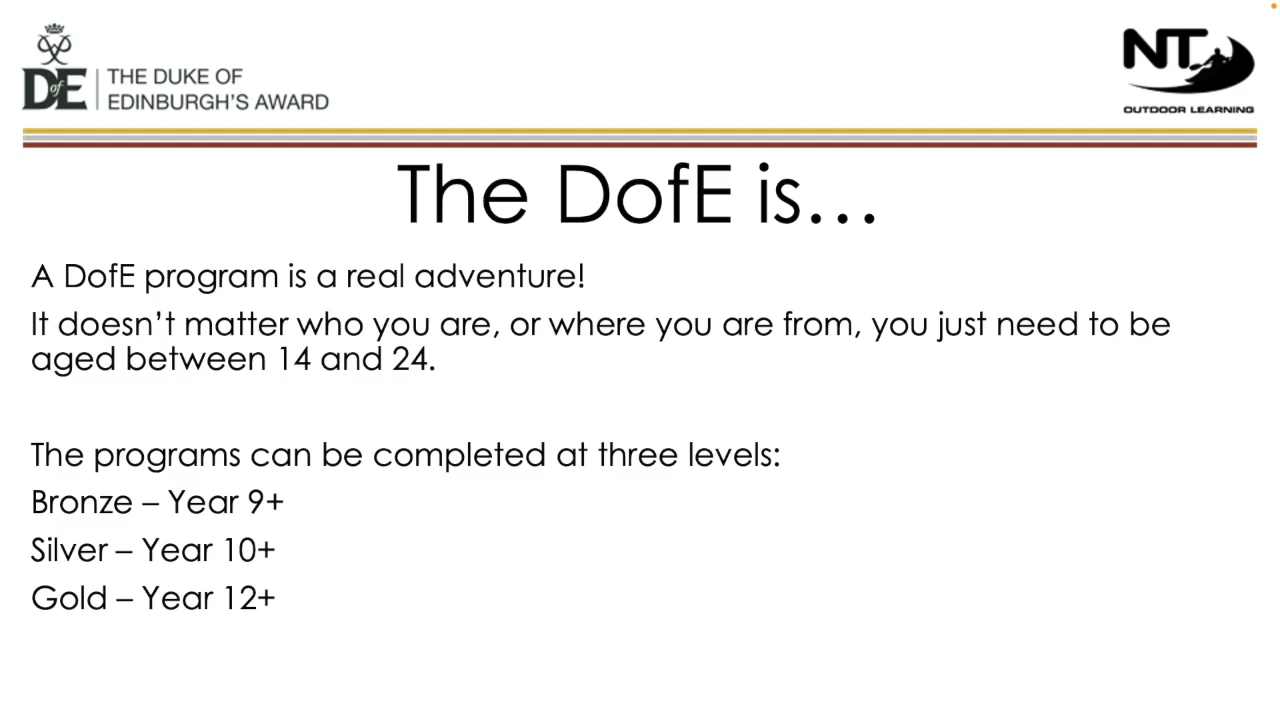 DofE
THE DUKE OF
EDINBURGH'S AWARD
NT
OUTDOOR LEARNING
The DofE is…
A DofE program is a real adventure!
It doesn't matter who you are, or where you are from, you just need to be
aged between 14 and 24.
The programs can be completed at three levels:
Bronze – Year 9+
Silver – Year 10+
Gold – Year 12+